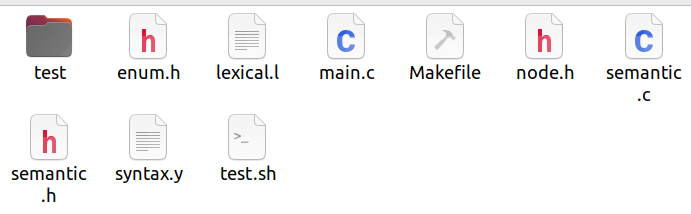 h
C
h
C
test
enum.h
lexical.l
main.c
Makefile
node.h
semantic
.c
h
>_
semantic
.h
syntax.y
test.sh